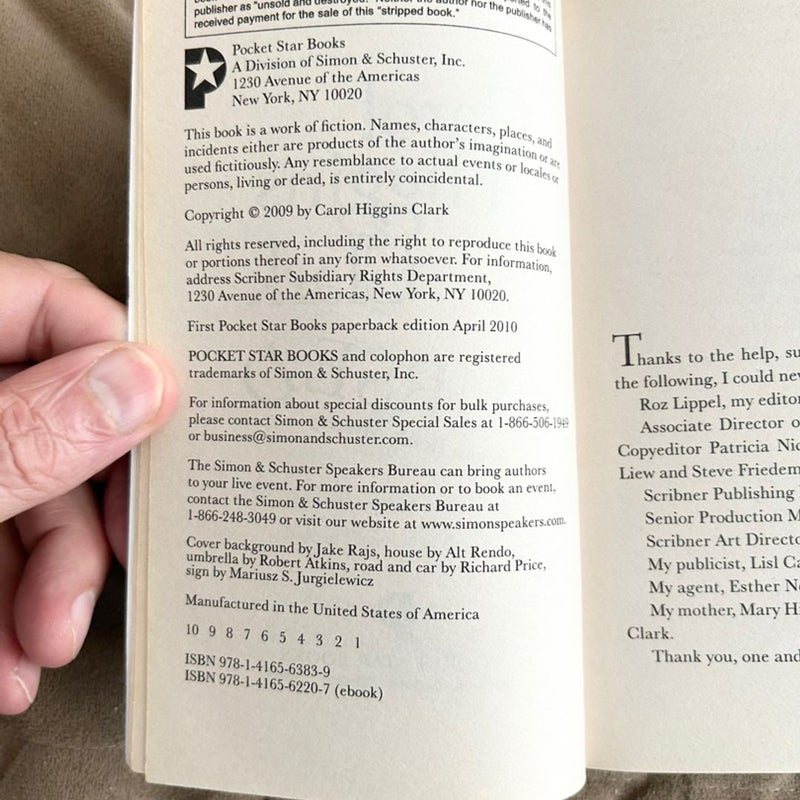 publisher as "unsold and destroyed." Neither the author nor the publisher has
received payment for the sale of this "stripped book."
Pocket Star Books
A Division of Simon & Schuster, Inc.
1230 Avenue of the Americas
New York, NY 10020
This book is a work of fiction. Names, characters, places, and
incidents either are products of the author's imagination or are
used fictitiously. Any resemblance to actual events or locales or
persons, living or dead, is entirely coincidental.
Copyright © 2009 by Carol Higgins Clark
All rights reserved, including the right to reproduce this book
or portions thereof in any form whatsoever. For information,
address Scribner Subsidiary Rights Department,
1230 Avenue of the Americas, New York, NY 10020.
First Pocket Star Books paperback edition April 2010
POCKET STAR BOOKS and colophon are registered
trademarks of Simon & Schuster, Inc.
For information about special discounts for bulk purchases,
please contact Simon & Schuster Special Sales at 1-866-506-1949
or business@simonandschuster.com.
The Simon & Schuster Speakers Bureau can bring authors
to your live event. For more information or to book an event,
contact the Simon & Schuster Speakers Bureau at
1-866-248-3049 or visit our website at www.simonspeakers.com.
Cover background by Jake Rajs, house by Alt Rendo,
umbrella by Robert Atkins, road and car by Richard Price,
sign by Mariusz S. Jurgielewicz
Manufactured in the United States of America
10 9 8 7 6 5 4 3 2 1
ISBN 978-1-4165-6383-9
ISBN 978-1-4165-6220-7 (ebook)
Thanks to the help, su
the following, I could nev
Roz Lippel, my editor
Associate Director o
Copyeditor Patricia Nic
Liew and Steve Friedem
Scribner Publishing
Senior Production M
Scribner Art Directo
My publicist, Lisl Ca
My agent, Esther Ne
My mother, Mary Hi
Clark.
Thank you, one and